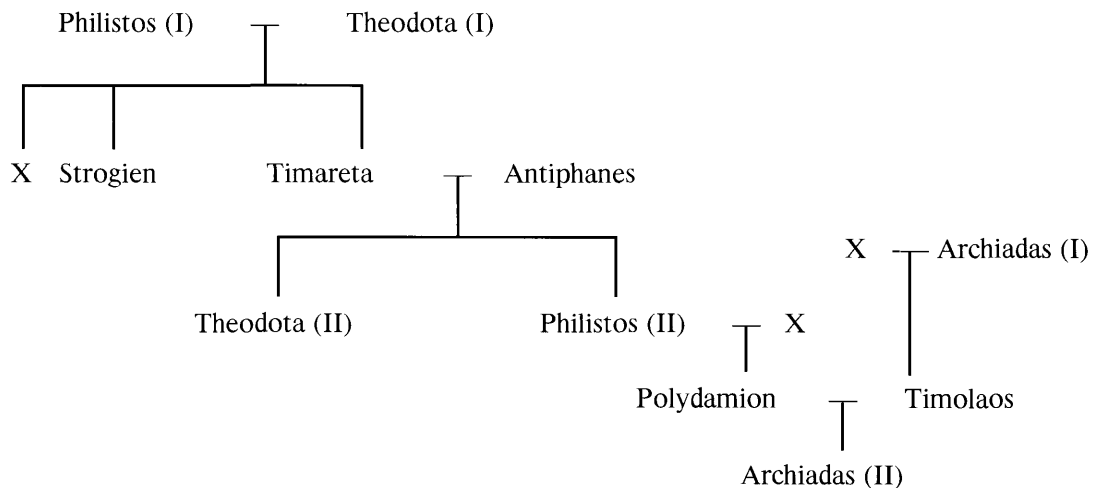 Philistos (I) Theodota (I)
X Strogien Timareta Antiphanes
X Archiadas (I)
Theodota (II) Philistos (II) X
Polydamion Timolaos
Archiadas (II)